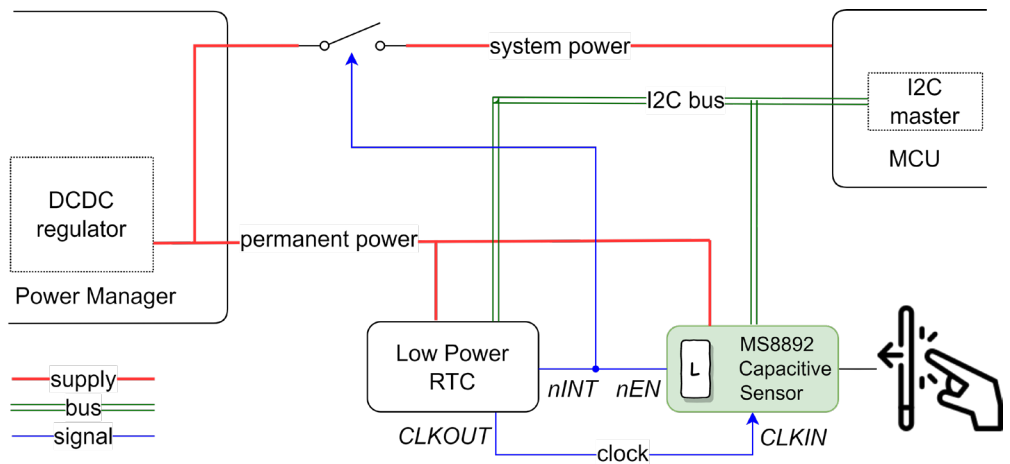 system power
I2C bus
I2C
master
MCU
DCDC
regulator
permanent power
Power Manager
Low Power
RTC
nINT
nEN
L
MS8892
Capacitive
Sensor
CLKOUT
CLKIN
clock
supply
bus
signal